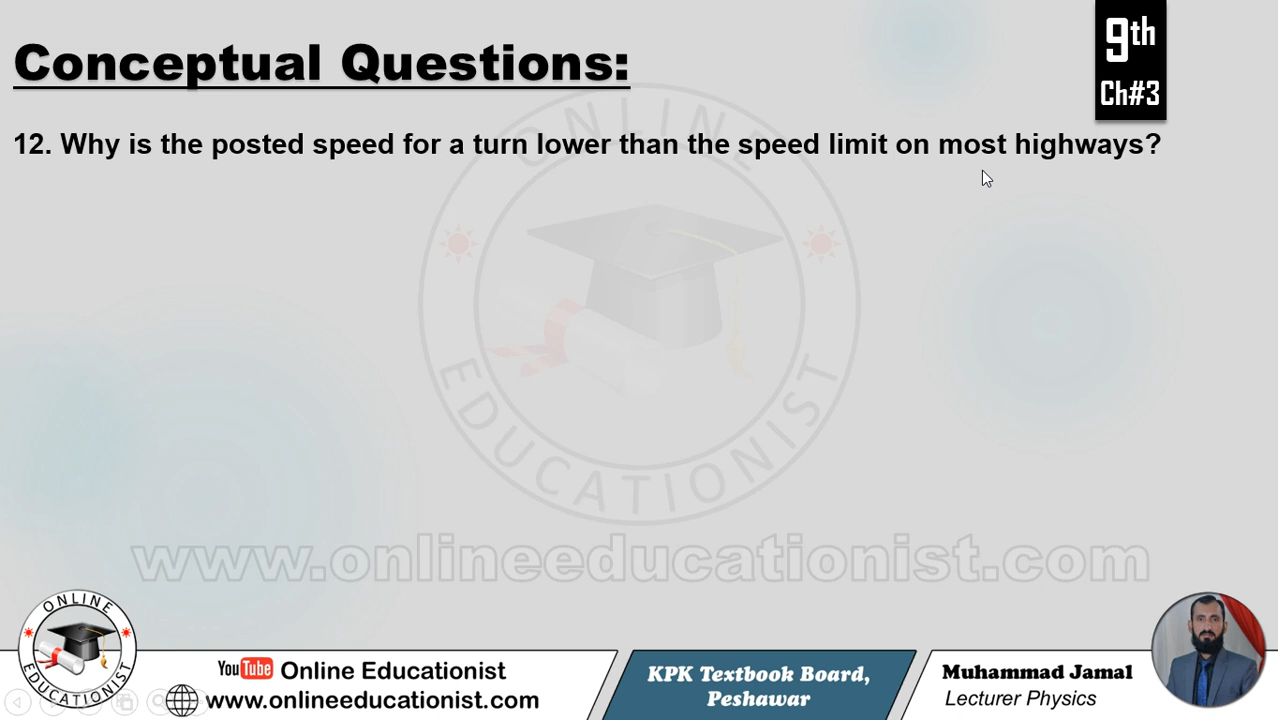 Conceptual Questions:
9th
Ch#3
12. Why is the posted speed for a turn lower than the speed limit on most highways?
ONLINE
EDUCATIONIST
www.onlineeducationist.com
ONLINE
EDUCATIONIST
YouTube Online Educationist
www.onlineeducationist.com
KPK Textbook Board,
Peshawar
Muhammad Jamal
Lecturer Physics